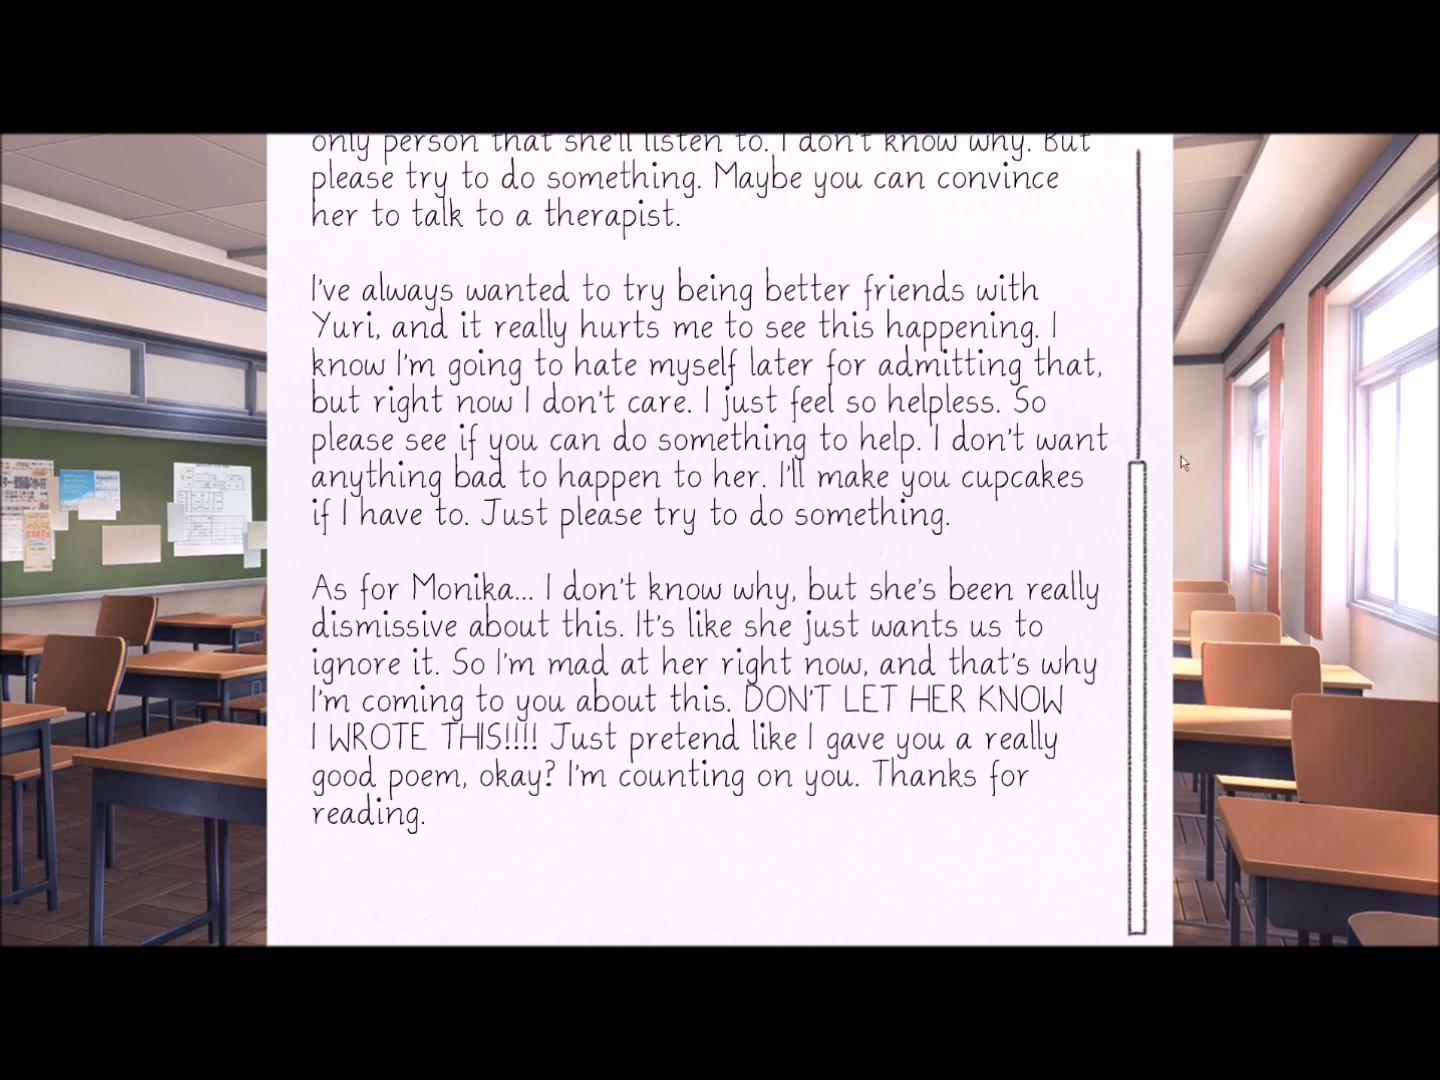 only person that she'll listen to. I don't know why. But
please try to do something. Maybe you can convince
her to talk to a therapist.
I've always wanted to try being better friends with
Yuri, and it really hurts me to see this happening. I
know I'm going to hate myself later for admitting that,
but right now I don't care. I just feel so helpless. So
please see if you can do something to help. I don't want
anything bad to happen to her. I'll make you cupcakes
if I have to. Just please try to do something.
As for Monika... I don't know why, but she's been really
dismissive about this. It's like she just wants us to
ignore it. So I'm mad at her right now, and that's why
I'm coming to you about this. DON'T LET HER KNOW
I WROTE THIS!!!! Just pretend like I gave you a really
good poem, okay? I'm counting on you. Thanks for
reading.